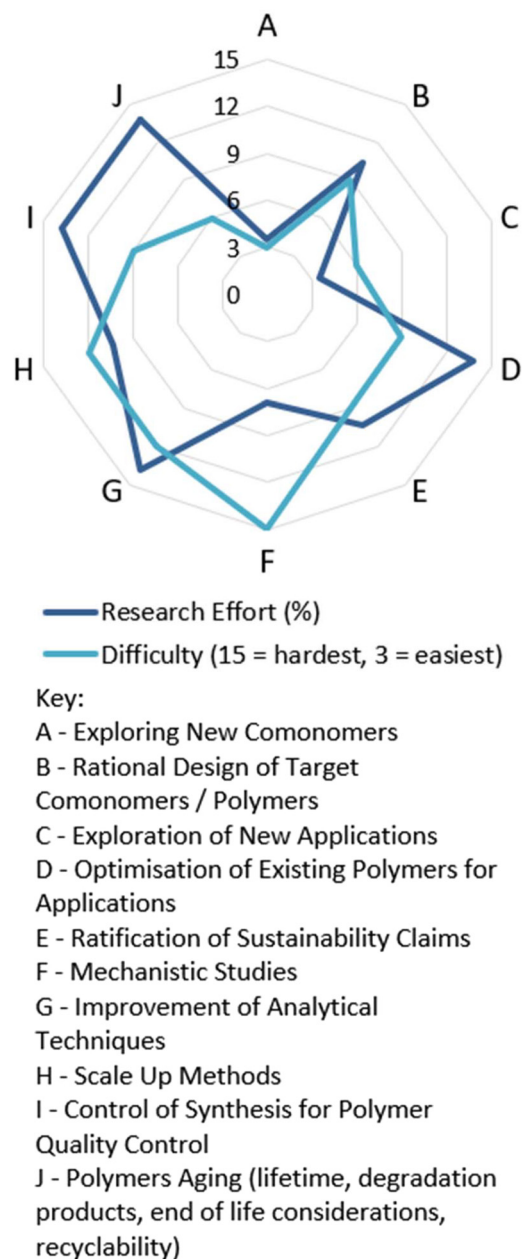 A
15
J
12
B
9
6
I
3
C
0
H
D
G
E
F
Research Effort (%)
Difficulty (15 = hardest, 3 = easiest)
Key:
A - Exploring New Comonomers
B - Rational Design of Target
Comonomers / Polymers
C - Exploration of New Applications
D - Optimisation of Existing Polymers for
Applications
E - Ratification of Sustainability Claims
F - Mechanistic Studies
G - Improvement of Analytical
Techniques
H - Scale Up Methods
I - Control of Synthesis for Polymer
Quality Control
J - Polymers Aging (lifetime, degradation
products, end of life considerations,
recyclability)